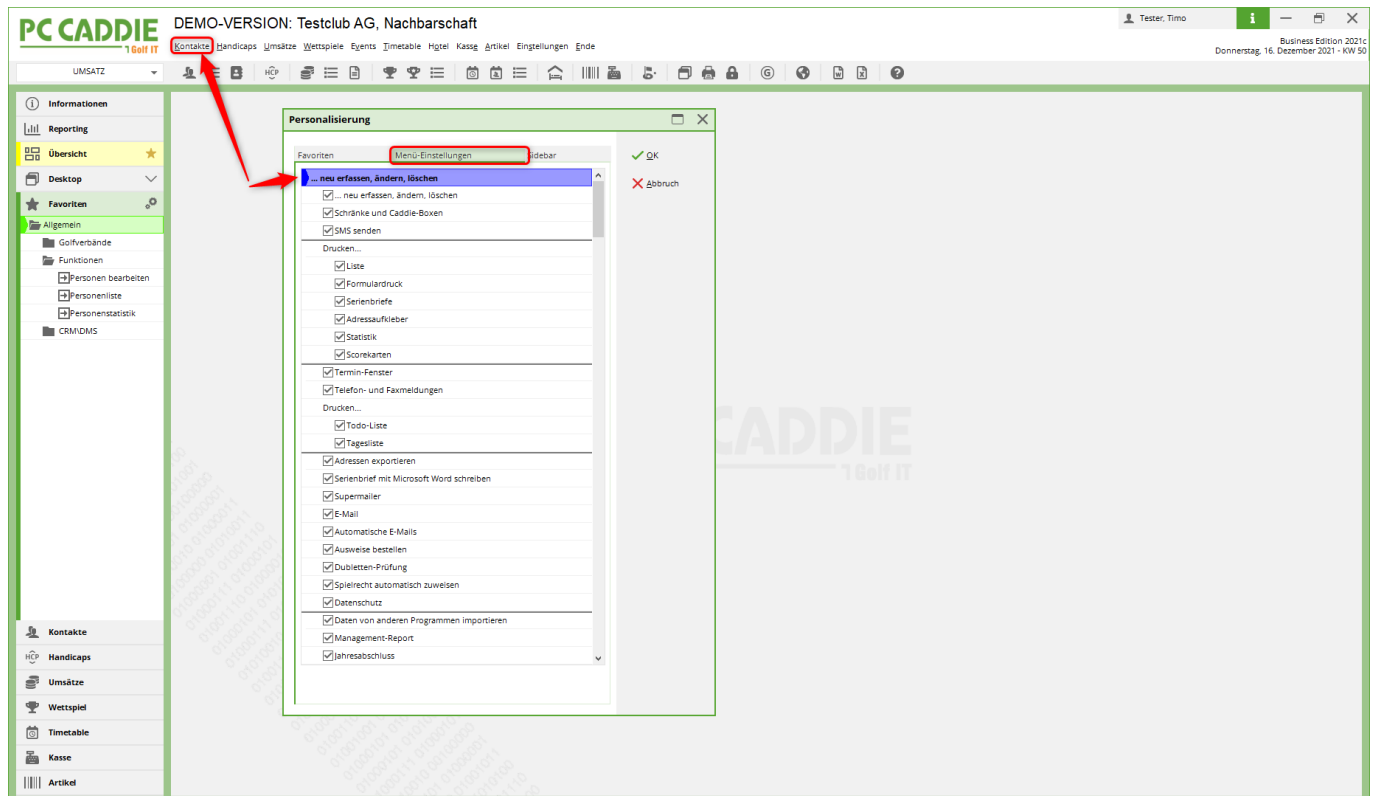 PC CADDIE
Golf IT
DEMO-VERSION: Testclub AG, Nachbarschaft
Tester, Timo
i
Kontakte Handicaps Umsätze Wettspiele Events Timetable Hotel Kasse Artikel Einstellungen Ende
Business Edition 2021c
Donnerstag, 16. Dezember 2021 - KW 50
UMSATZ
HCP
Informationen
Reporting
Übersicht
Desktop
Favoriten
Allgemein
Golfverbände
Funktionen
Personen bearbeiten
Personenliste
Personenstatistik
CRM\DMS
Kontakte
HCP Handicaps
Umsätze
Wettspiel
Timetable
Kasse
Artikel
Personalisierung
Favoriten Menü-Einstellungen Sidebar
OK
Abbruch
... neu erfassen, ändern, löschen
... neu erfassen, ändern, löschen
Schränke und Caddie-Boxen
SMS senden
Drucken...
Liste
Formulardruck
Serienbriefe
Adressaufkleber
Statistik
Scorekarten
Termin-Fenster
Telefon- und Faxmeldungen
Drucken...
Todo-Liste
Tagesliste
Adressen exportieren
Serienbrief mit Microsoft Word schreiben
Supermailer
E-Mail
Automatische E-Mails
Ausweise bestellen
Dubletten-Prüfung
Spielrecht automatisch zuweisen
Datenschutz
Daten von anderen Programmen importieren
Management-Report
Jahresabschluss
CADDIE
Golf IT